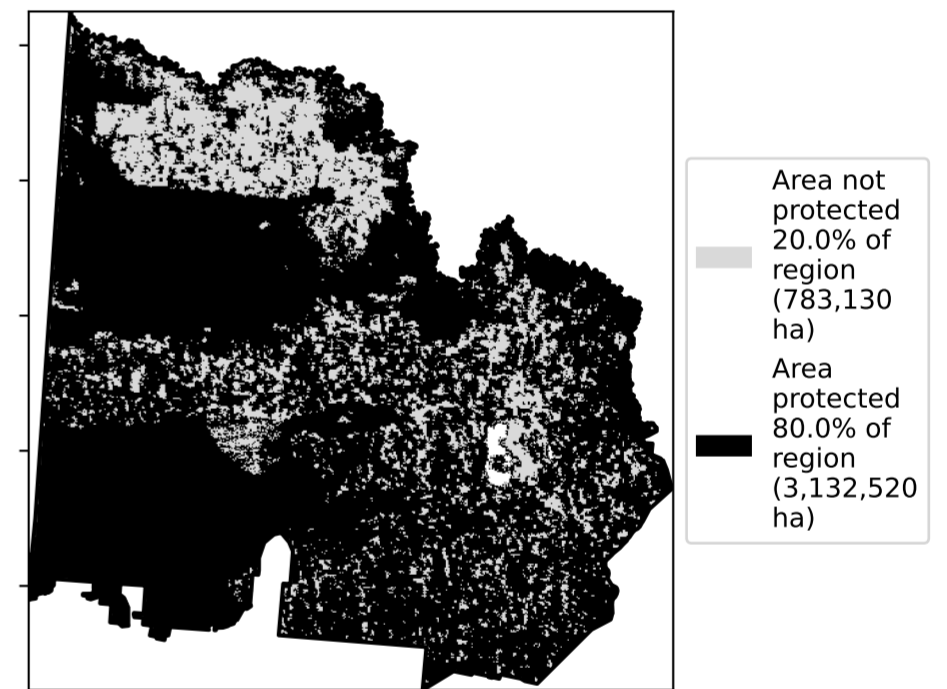 Area not
protected
20.0% of
region
(783,130
ha)
Area
protected
80.0% of
region
(3,132,520
ha)